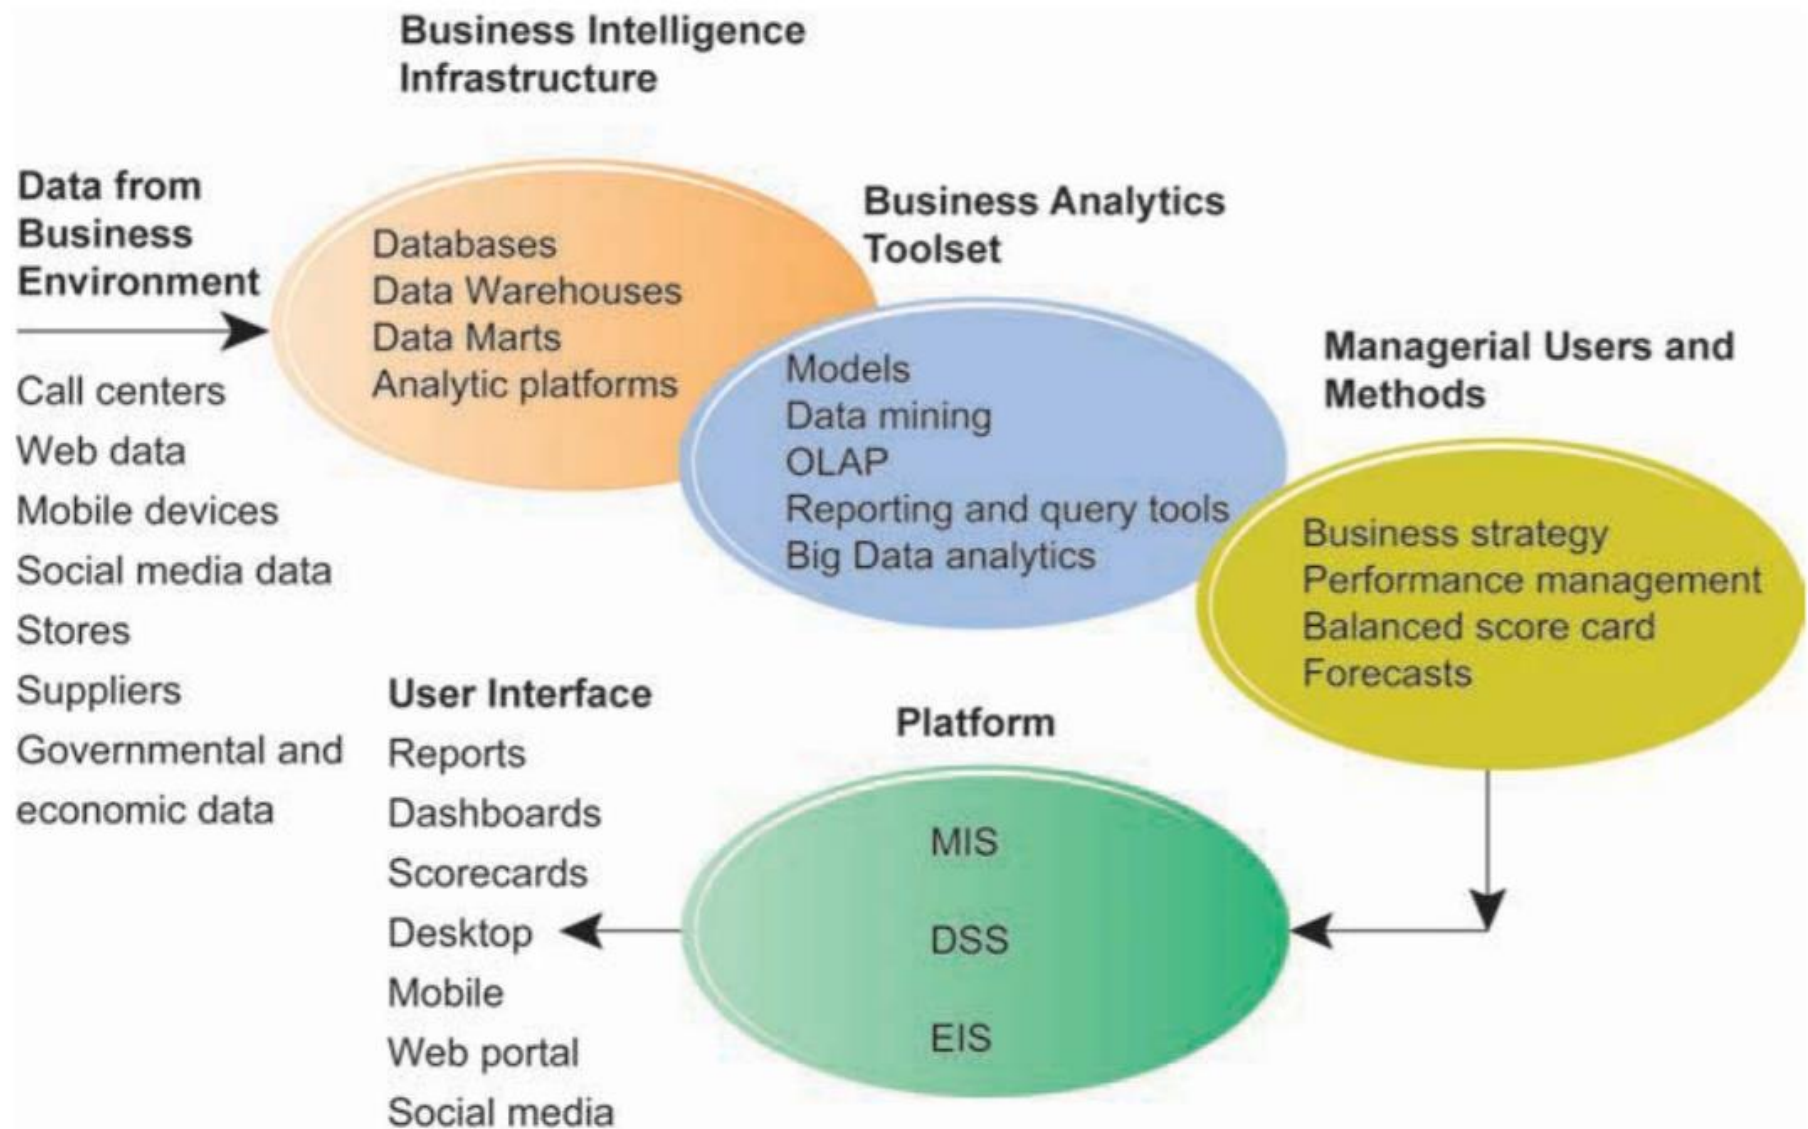 Business Intelligence
Infrastructure
Data from
Business
Environment
Call centers
Web data
Mobile devices
Social media data
Stores
Suppliers
Governmental and
economic data
Databases
Data Warehouses
Data Marts
Analytic platforms
Business Analytics
Toolset
Models
Data mining
OLAP
Reporting and query tools
Big Data analytics
Managerial Users and
Methods
Business strategy
Performance management
Balanced score card
Forecasts
Platform
MIS
DSS
EIS
User Interface
Reports
Dashboards
Scorecards
Desktop
Mobile
Web portal
Social media